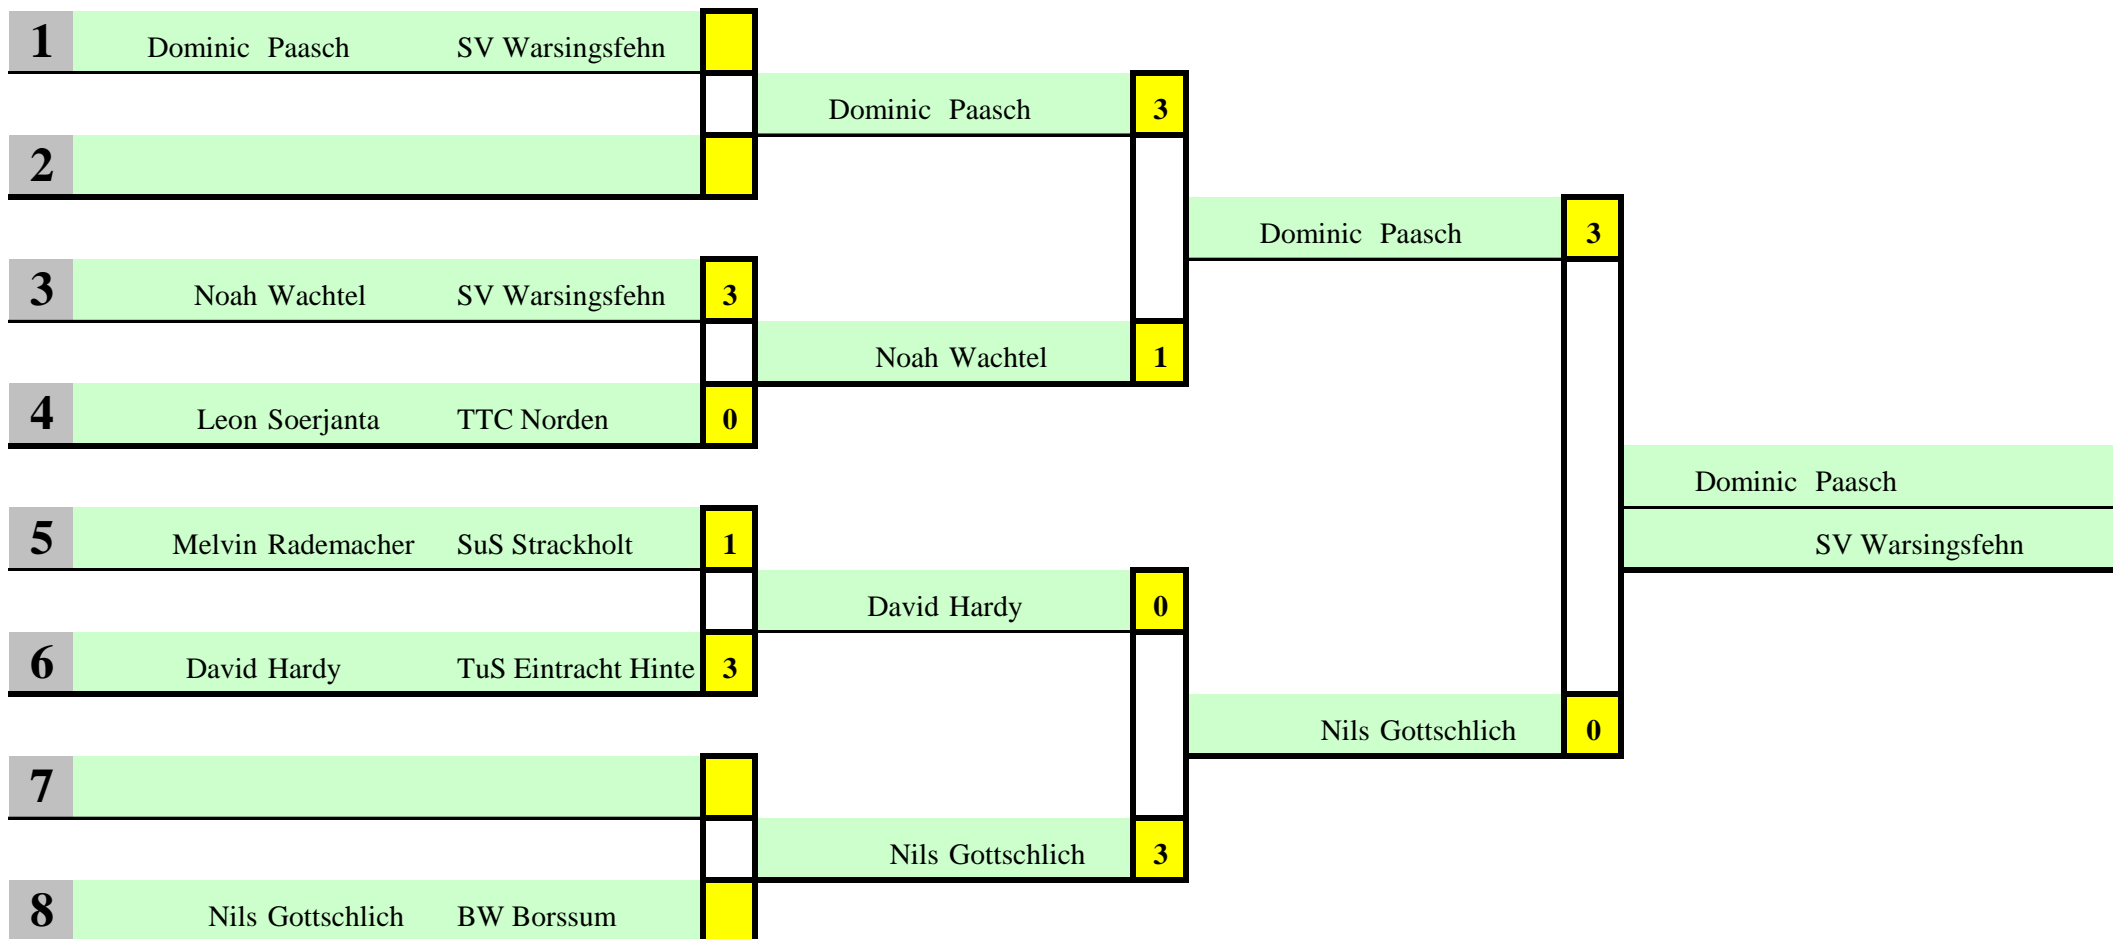 1 Dominic Paasch SV Warsingsfehn
Dominic Paasch 3
2
Dominic Paasch 3
3 Noah Wachtel SV Warsingsfehn 3
Noah Wachtel 1
4 Leon Soerjanta TTC Norden 0
Dominic Paasch
5 Melvin Rademacher SuS Strackholt 1
SV Warsingsfehn
David Hardy 0
6 David Hardy TuS Eintracht Hinte 3
Nils Gottschlich 0
7
Nils Gottschlich 3
8 Nils Gottschlich BW Borssum